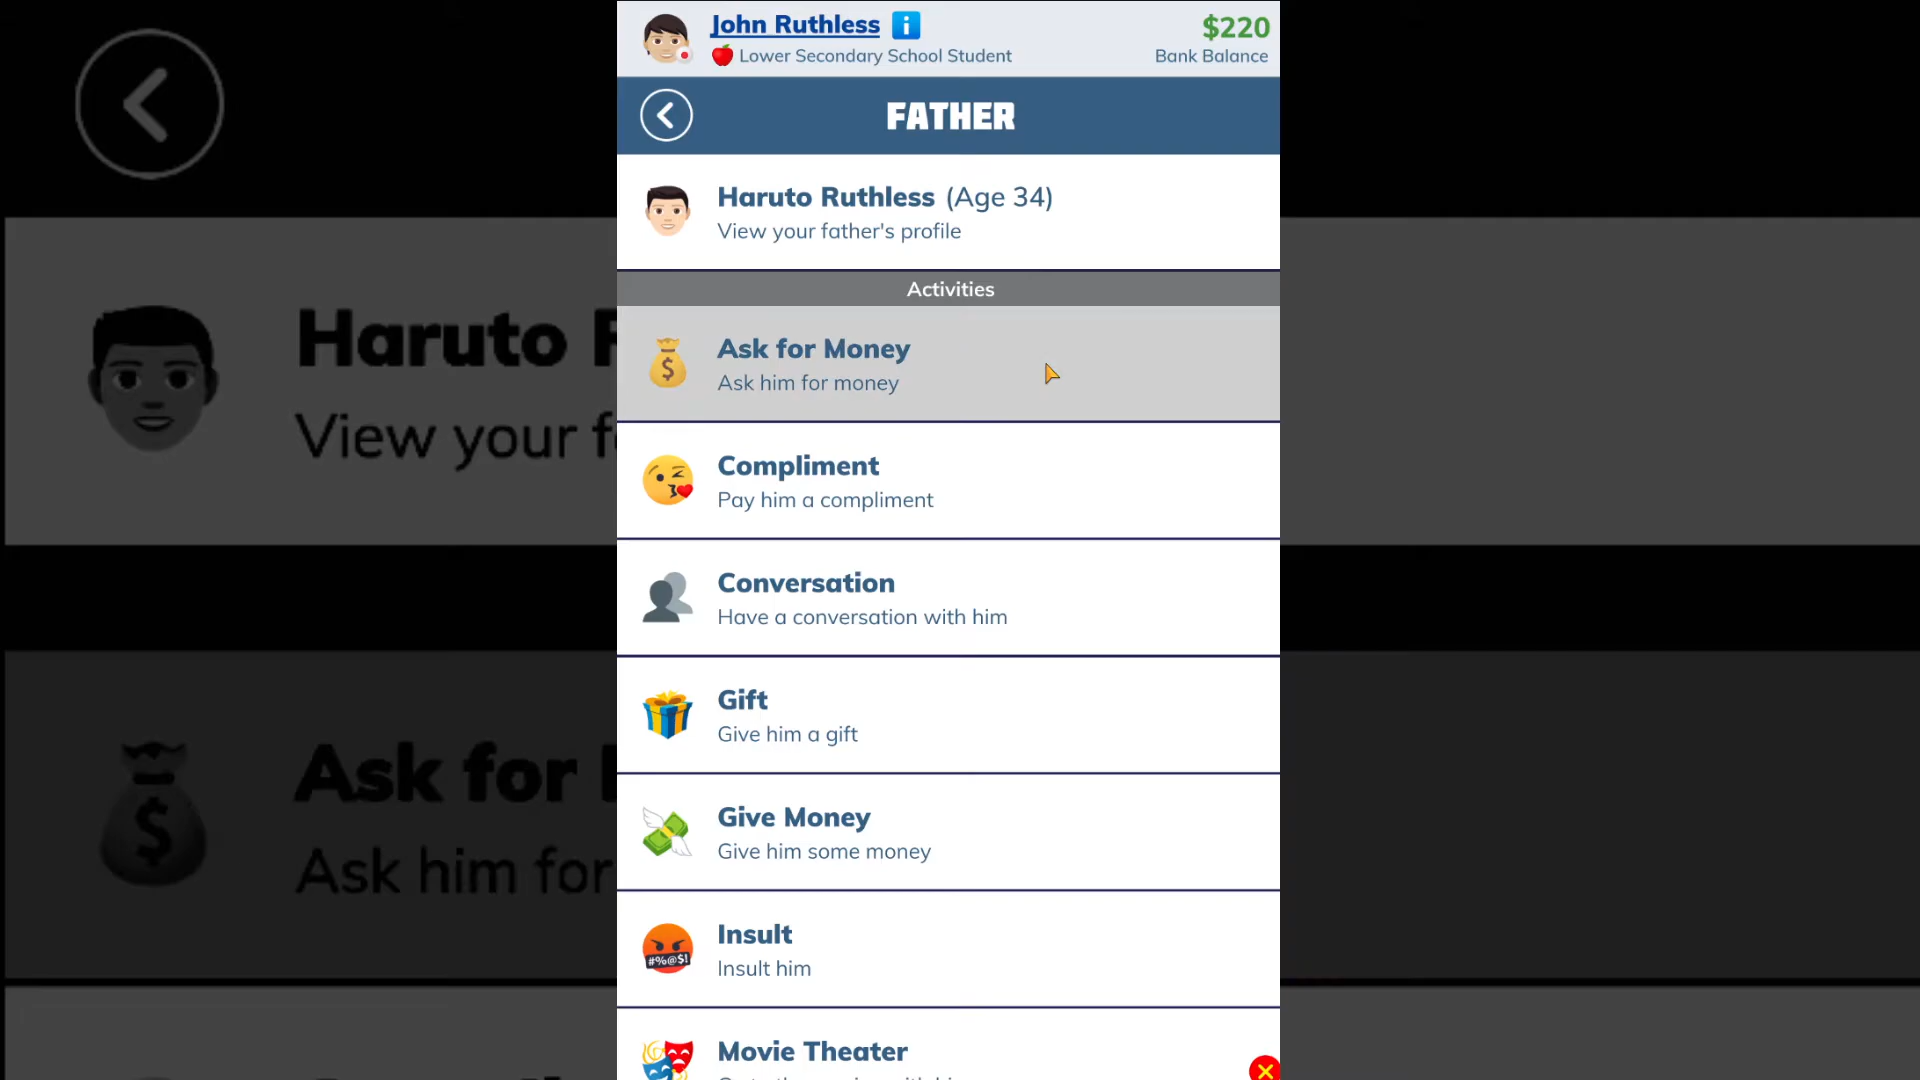 John Ruthless
Lower Secondary School Student
$220
Bank Balance
FATHER
Haruto Ruthless (Age 34)
View your father's profile
Activities
Ask for Money
Ask him for money
Compliment
Pay him a compliment
Conversation
Have a conversation with him
Gift
Give him a gift
Give Money
Give him some money
Insult
Insult him
#%@$!
Movie Theater
Haruto
View your
Ask for
Ask him for